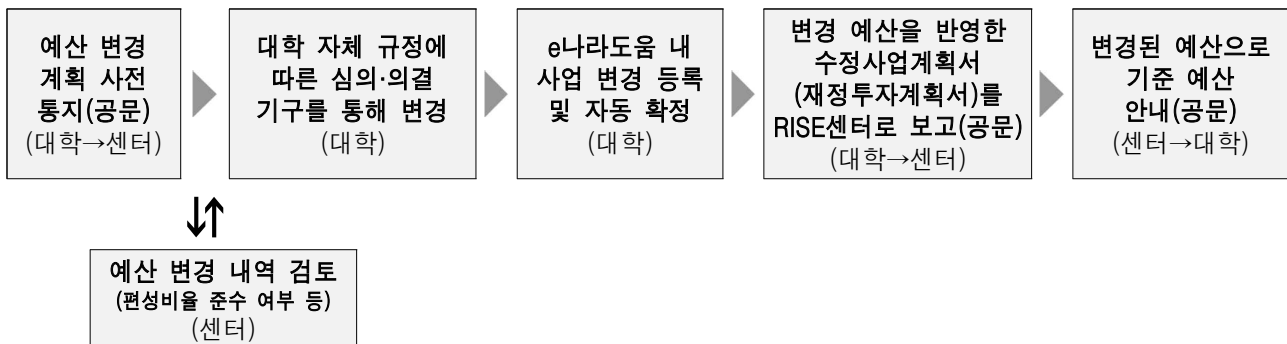 예산 변경
계획 사전
통지(공문)
(대학→센터)
대학 자체 규정에
따른 심의·의결
기구를 통해 변경
(대학)
e나라도움 내
사업 변경 등록
및 자동 확정
(대학)
변경 예산을 반영한
수정사업계획서
(재정투자계획서)를
RISE센터로 보고(공문)
(대학→센터)
변경된 예산으로
기준 예산
안내(공문)
(센터→대학)
예산 변경 내역 검토
(편성비율 준수 여부 등)
(센터)